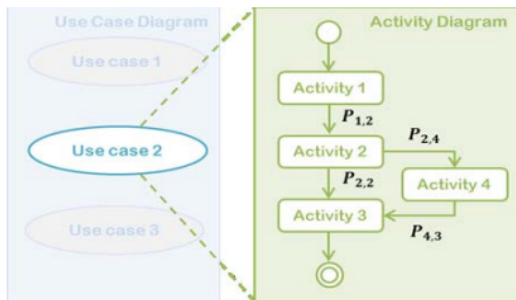 Use Case Diagram
Use case 1
Use case 2
Use case 3
Activity Diagram
Activity 1
P1,2
Activity 2
P2,4
P2,2
Activity 4
Activity 3
P4,3